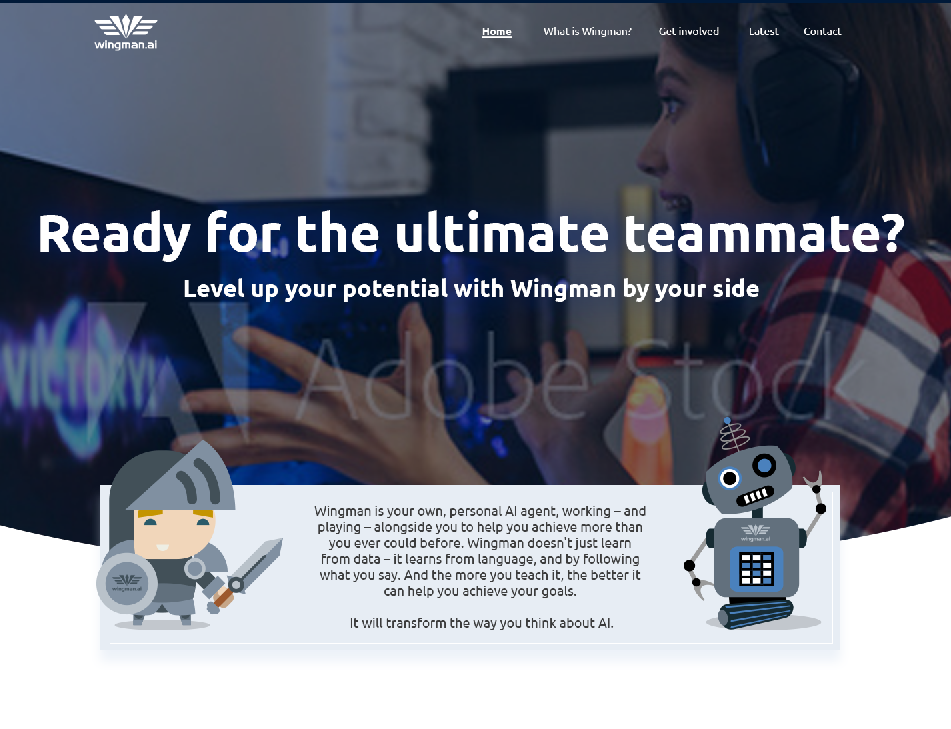 wingman.ai
Home What is Wingman? Get involved Latest Contact
Ready for the ultimate teammate?
Level up your potential with Wingman by your side
VICTORY!
Adobe Stock
Wingman is your own, personal AI agent, working – and
playing – alongside you to help you achieve more than
you ever could before. Wingman doesn't just learn
from data – it learns from language, and by following
what you say. And the more you teach it, the better it
can help you achieve your goals.
It will transform the way you think about AI.
wingman.ai
wingman.ai